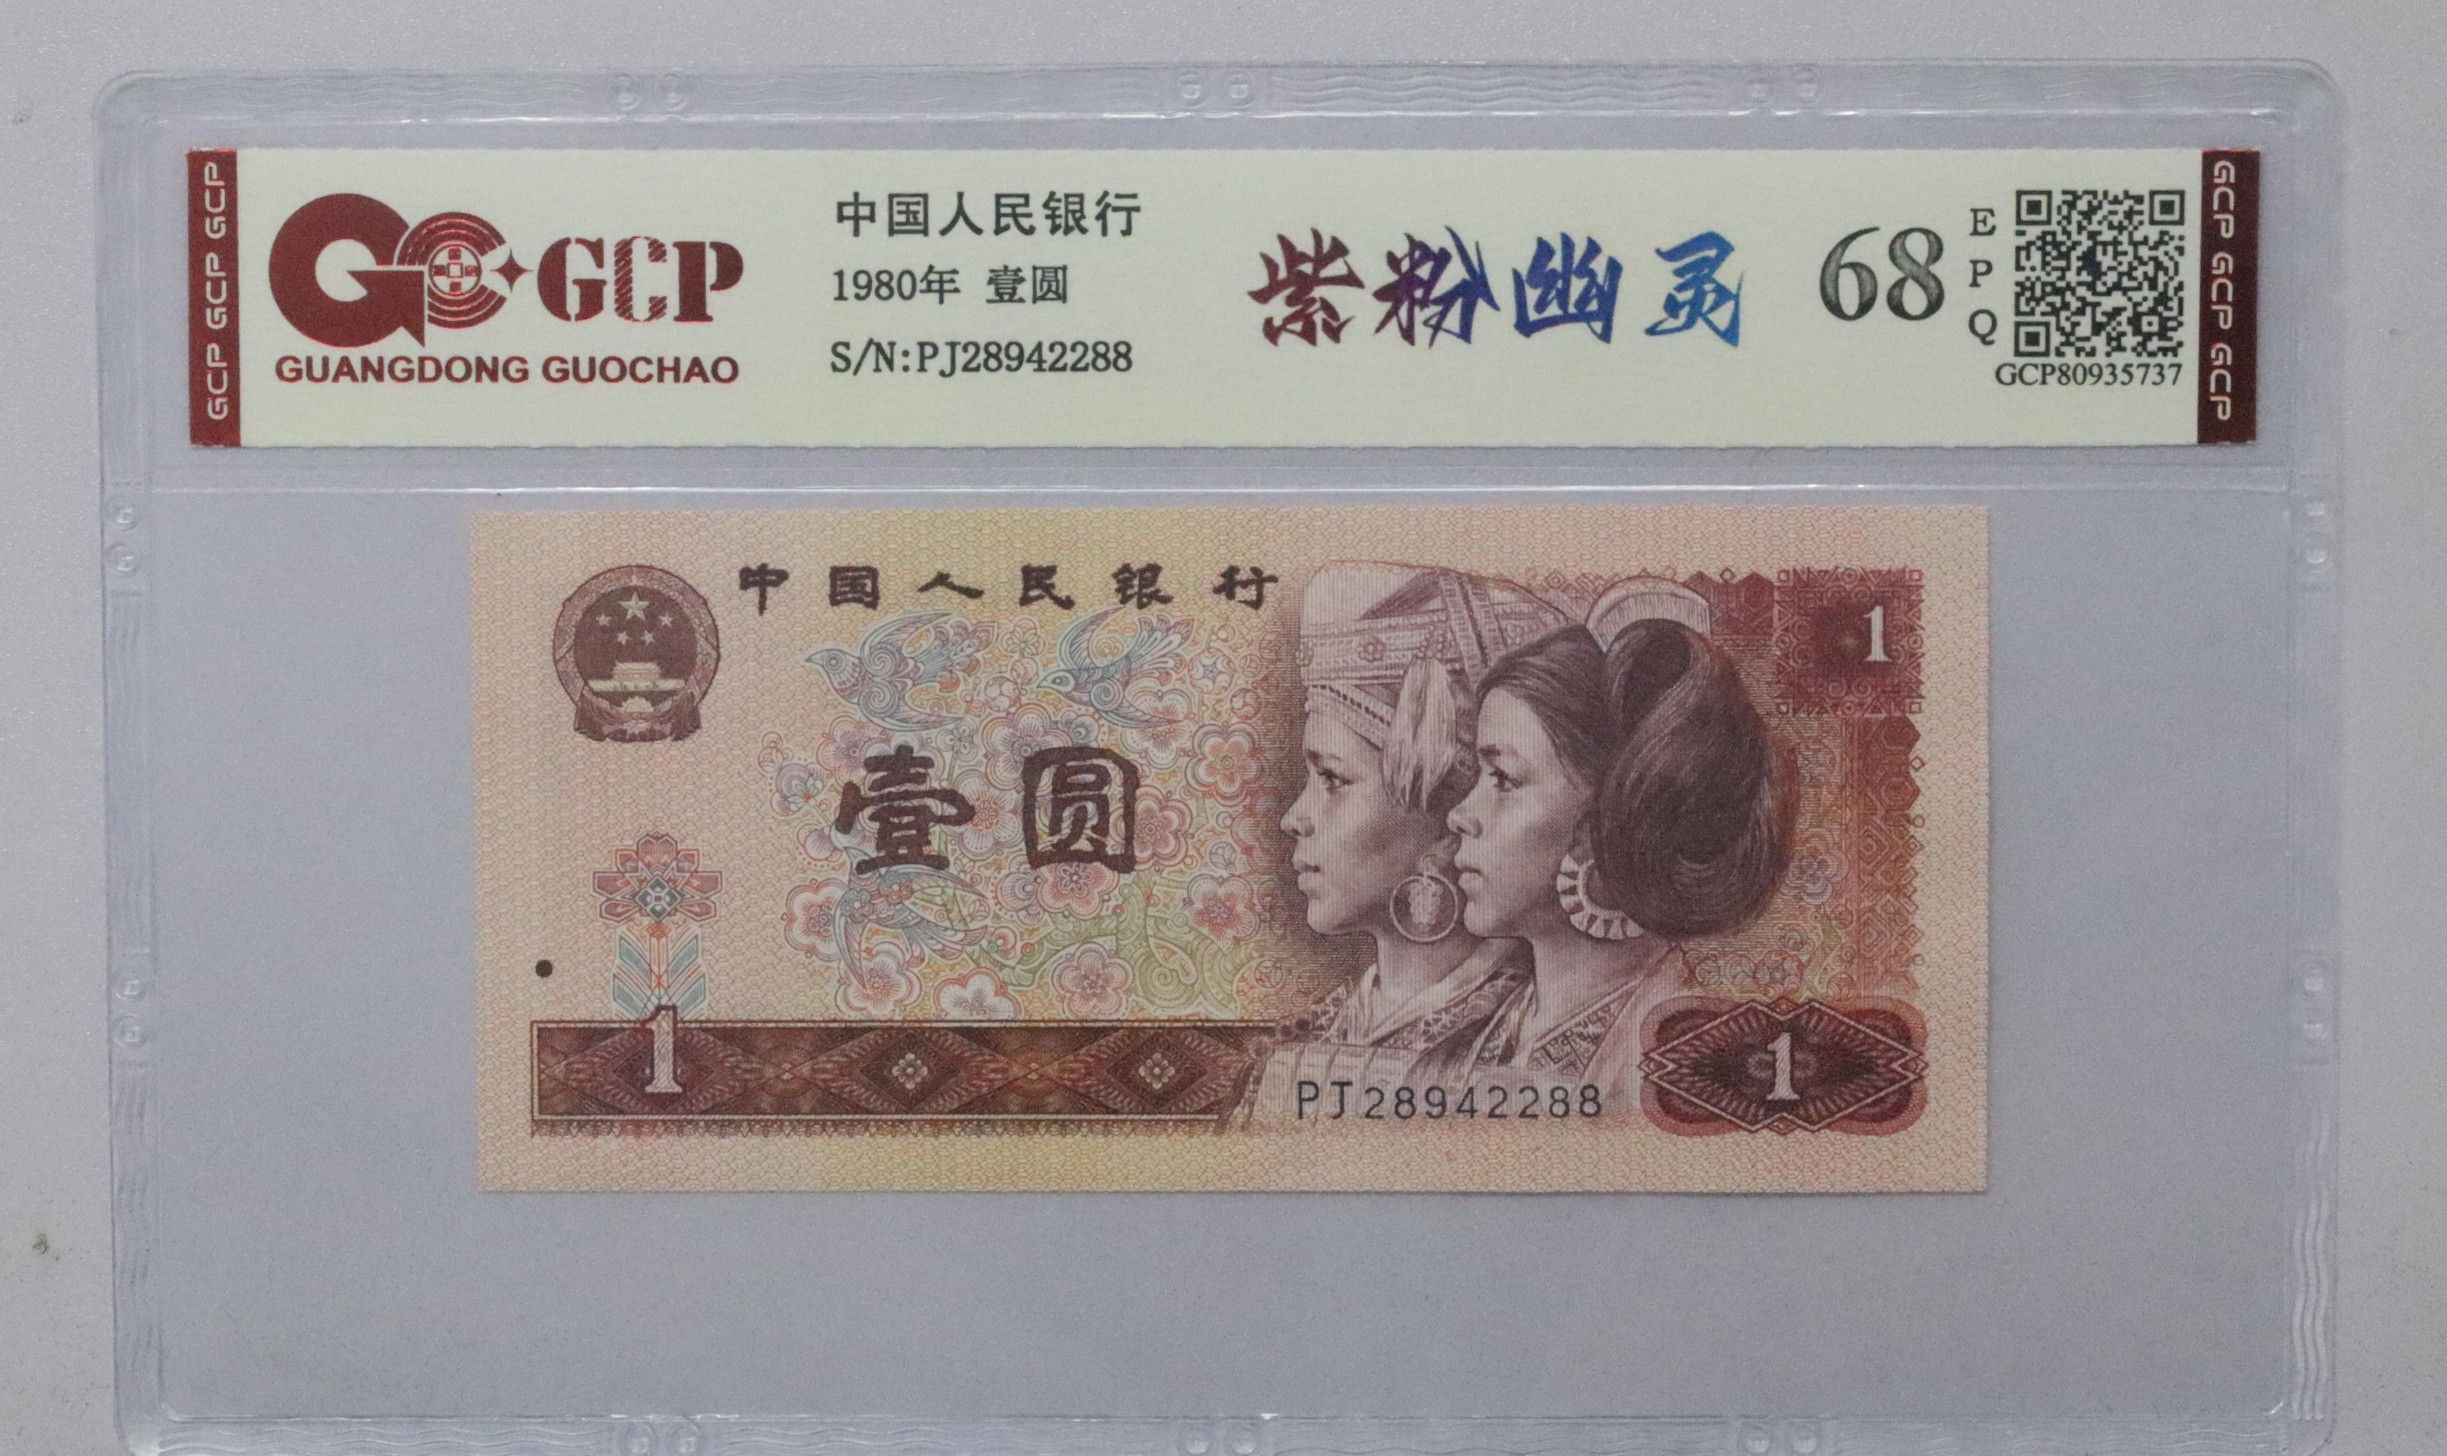 GCP GCP GCP
GCP
GUANGDONG GUOCHAO
中国人民银行
1980年 壹圆
S/N:PJ28942288
紫粉幽灵
68
E
P
Q
GCP80935737
GCP GCP GCP
中国人民银行
1
壹圆
1
PJ28942288
1